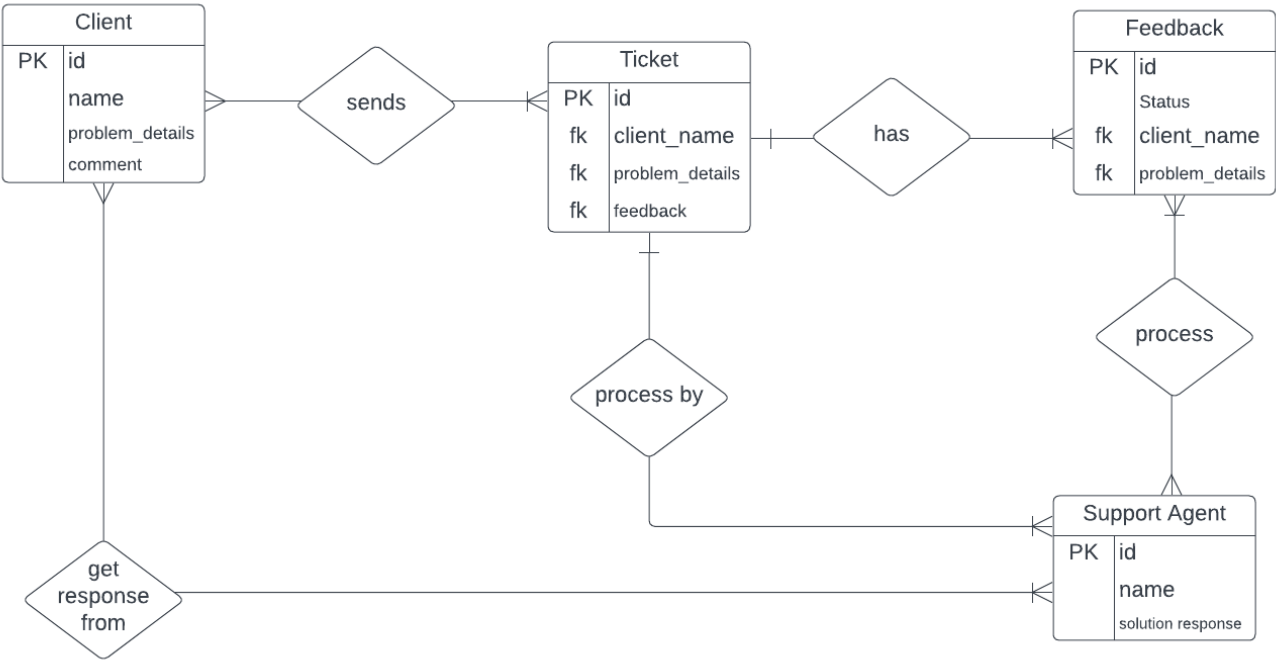 Client
PK id
name
problem_details
comment
sends
Ticket
PK id
fk client_name
fk problem_details
fk feedback
has
Feedback
PK id
Status
fk client_name
fk problem_details
process by
process
get
response
from
Support Agent
PK id
name
solution response